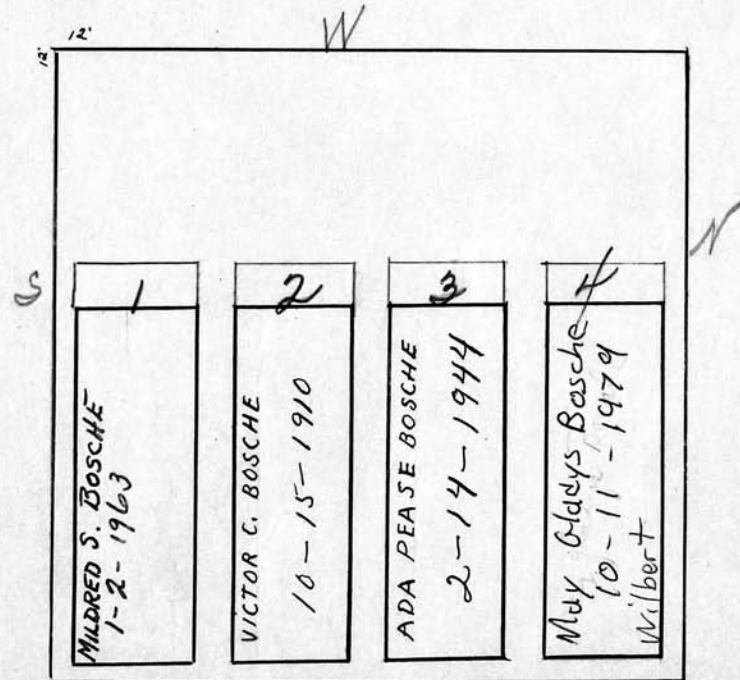 12'
12'
W
S
N
1
2
3
4
MILDRED S. BOSCHE
1-2-1963
VICTOR C. BOSCHE
10-15-1910
ADA PEASE BOSCHE
2-14-1944
May Gladys Bosche
10-11-1979
Wilbert